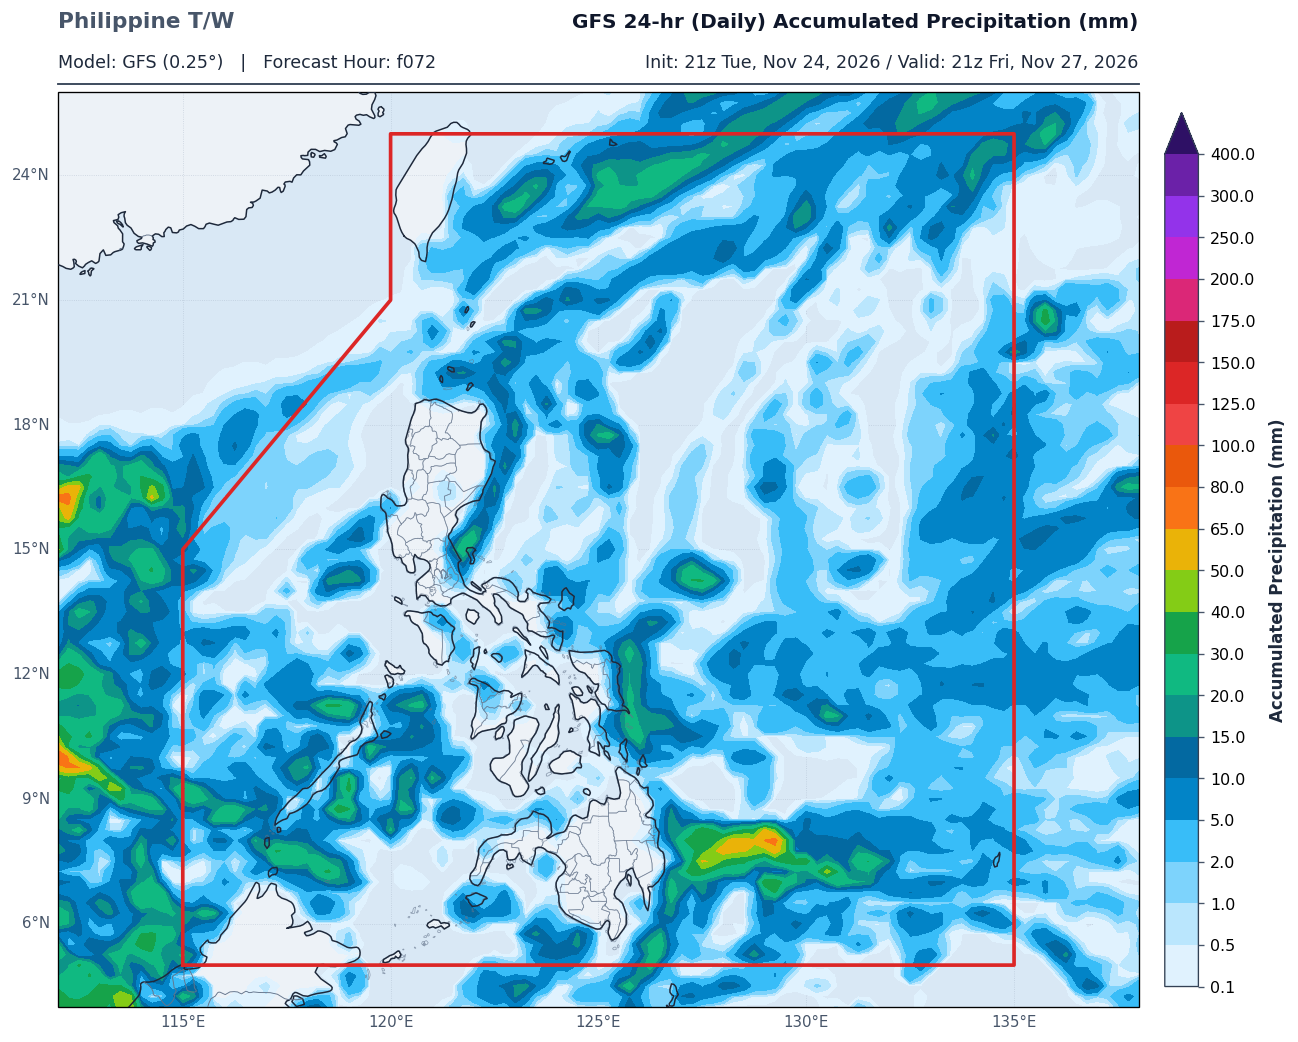 Philippine T/W
GFS 24-hr (Daily) Accumulated Precipitation (mm)
Model: GFS (0.25°)   |   Forecast Hour: f072
Init: 21z Tue, Nov 24, 2026 / Valid: 21z Fri, Nov 27, 2026
24°N
21°N
18°N
15°N
12°N
9°N
6°N
115°E
120°E
125°E
130°E
135°E
400.0
300.0
250.0
200.0
175.0
150.0
125.0
100.0
80.0
65.0
50.0
40.0
30.0
20.0
15.0
10.0
5.0
2.0
1.0
0.5
0.1
Accumulated Precipitation (mm)